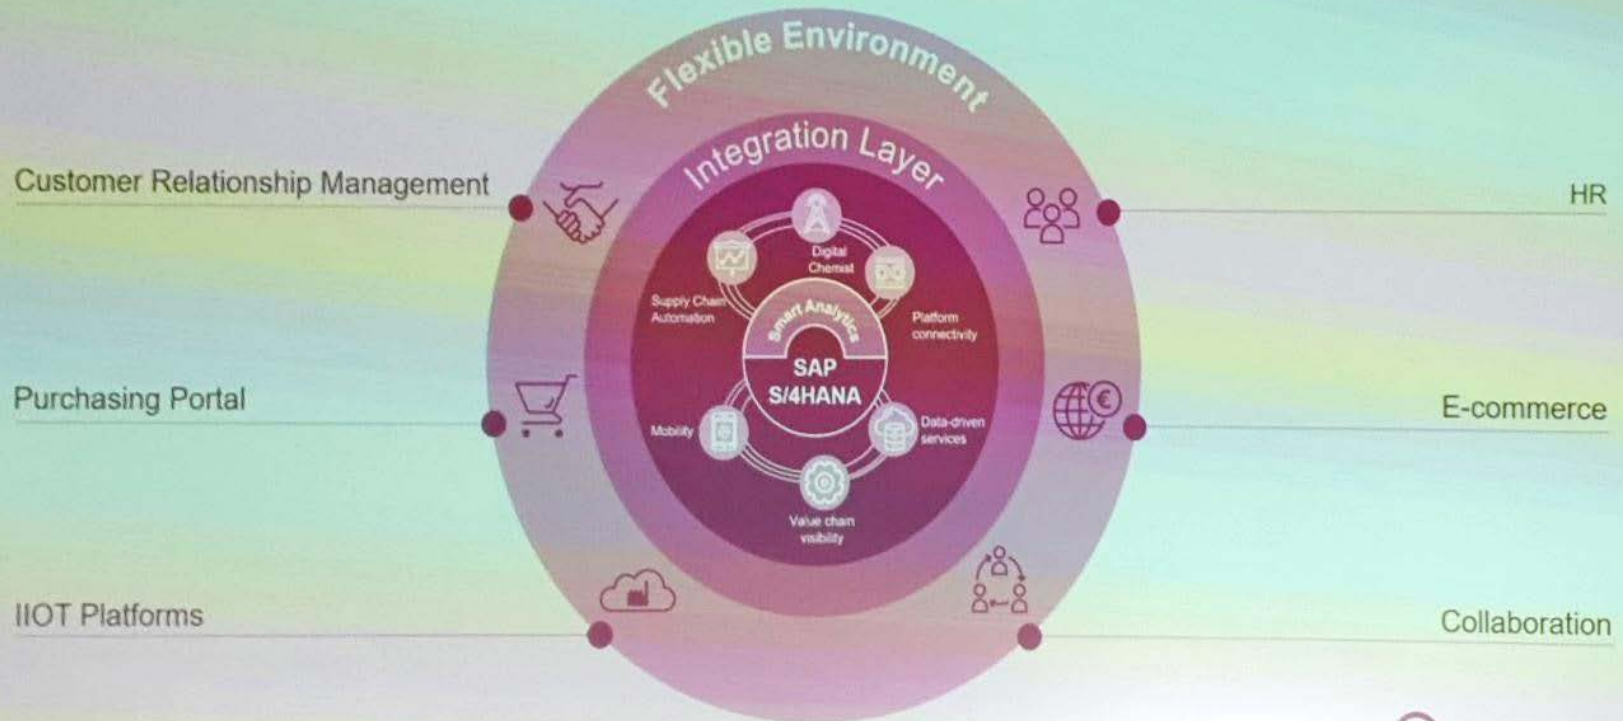 Flexible Environment
Integration Layer
Customer Relationship Management
HR
Digital
Chemist
Supply Chain
Automation
Smart Analytics
Platform
connectivity
SAP
S/4HANA
Purchasing Portal
E-commerce
Mobility
Data-driven
services
Value chain
visibility
IIOT Platforms
Collaboration